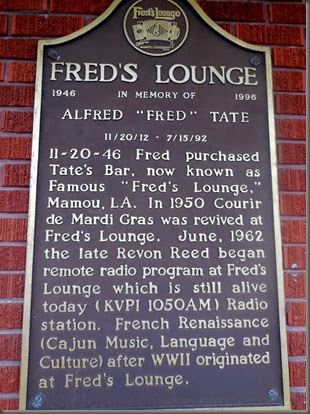 Fred's Lounge
FRED'S LOUNGE
1946 IN MEMORY OF 1996
ALFRED "FRED" TATE
11/20/12 - 7/15/92
11-20-46 Fred purchased
Tate's Bar, now known as
Famous "Fred's Lounge,"
Mamou, LA. In 1950 Courir
de Mardi Gras was revived at
Fred's Lounge. June, 1962
the late Revon Reed began
remote radio program at Fred's
Lounge which is still alive
today (KVPI 1050AM) Radio
station. French Renaissance
(Cajun Music, Language and
Culture) after WWII originated
at Fred's Lounge.